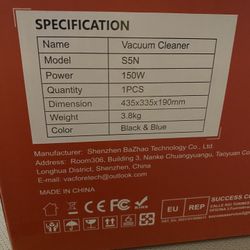 SPECIFICATION
Name Vacuum Cleaner
Model S5N
Power 150W
Quantity 1PCS
Dimension 435x335x190mm
Weight 3.8kg
Color Black & Blue
Manufacturer: Shenzhen BaZhao Technology Co., Ltd
Address: Room306, Building 3, Nanke Chuangyuangu, Taoyuan Co
Longhua District, Shenzhen, China
E-mail: vacforetech@outlook.com
MADE IN CHINA
EU REP
SUCCESS CO